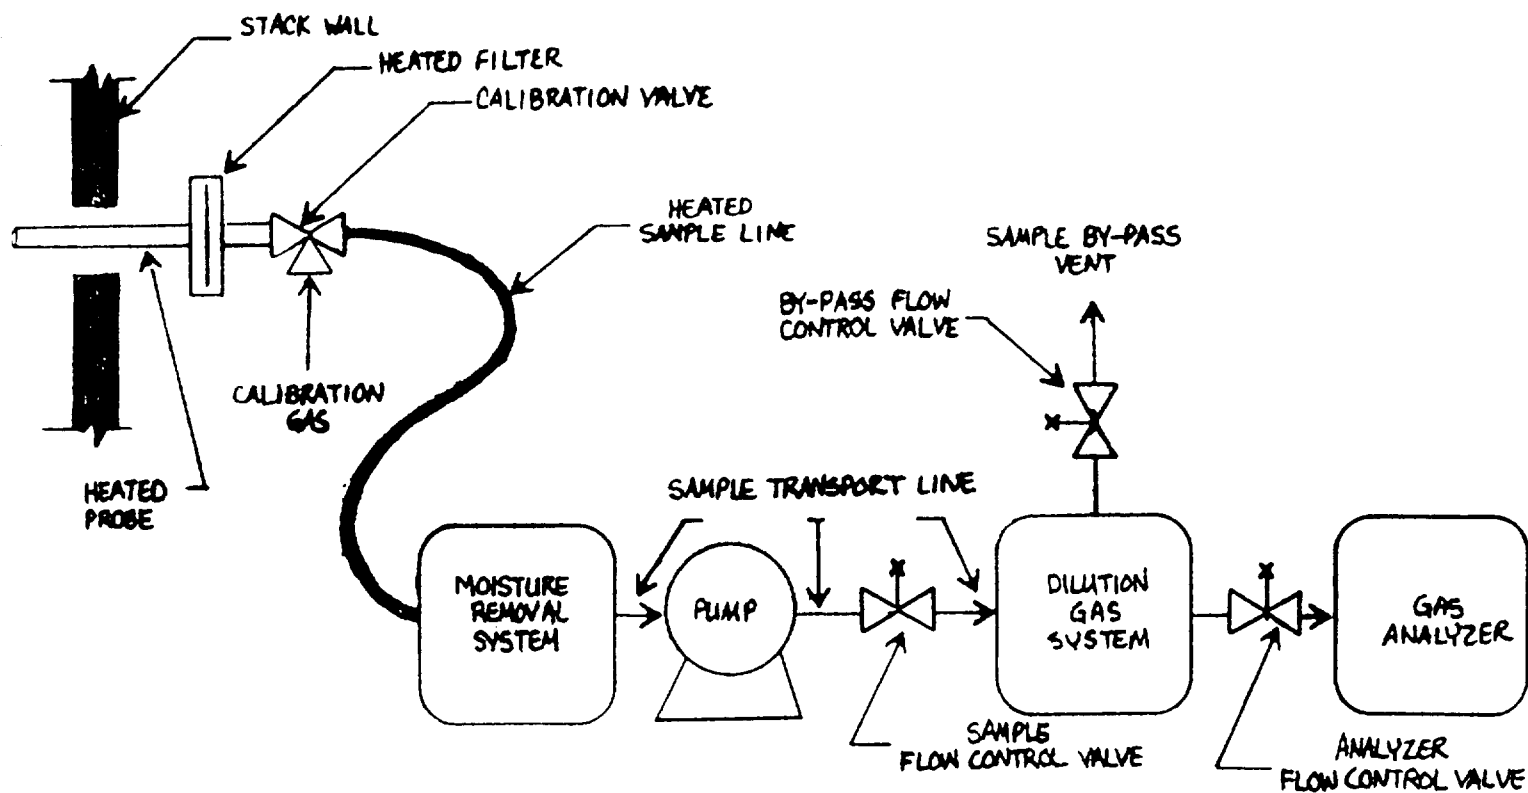 STACK WALL
HEATED FILTER
CALIBRATION VALVE
HEATED
SAMPLE LINE
SAMPLE BY-PASS
VENT
BY-PASS FLOW
CONTROL VALVE
CALIBRATION
GAS
HEATED
PROBE
SAMPLE TRANSPORT LINE
MOISTURE
REMOVAL
SYSTEM
PUMP
DILUTION
GAS
SYSTEM
GAS
ANALYZER
SAMPLE
FLOW CONTROL VALVE
ANALYZER
FLOW CONTROL VALVE